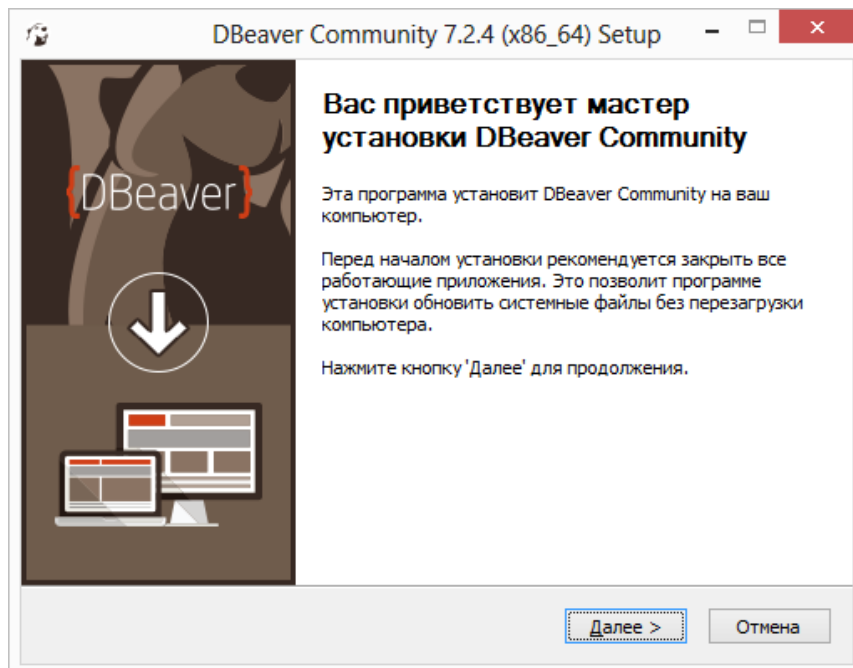 DBeaver Community 7.2.4 (x86_64) Setup
{DBeaver}
Вас приветствует мастер
установки DBeaver Community
Эта программа установит DBeaver Community на ваш
компьютер.
Перед началом установки рекомендуется закрыть все
работающие приложения. Это позволит программе
установки обновить системные файлы без перезагрузки
компьютера.
Нажмите кнопку 'Далее' для продолжения.
Далее >
Отмена